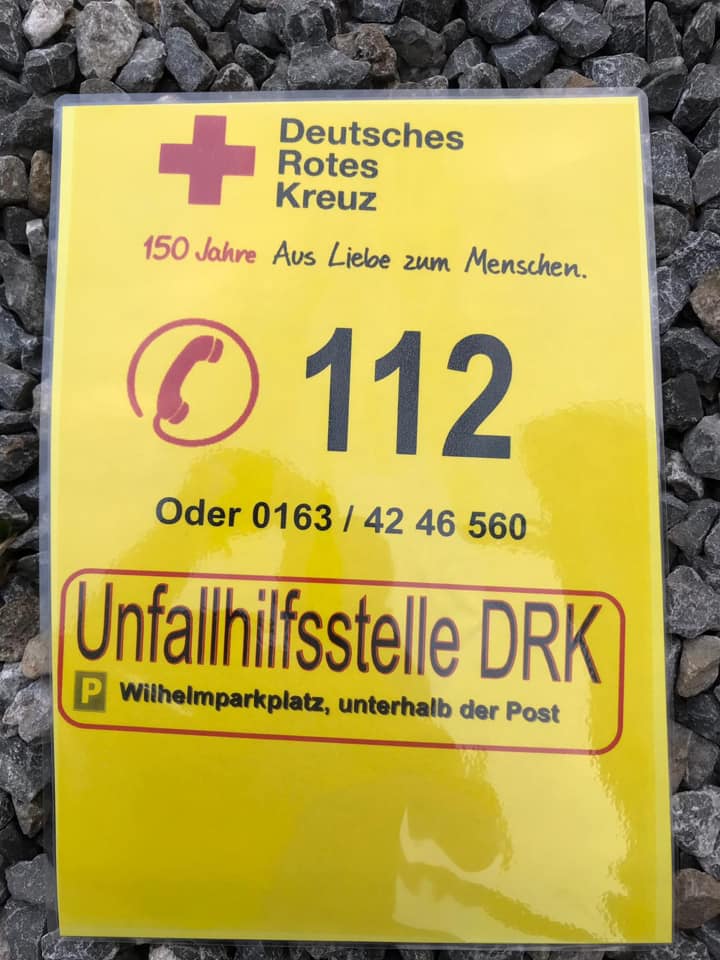 Deutsches
Rotes
Kreuz
150 Jahre Aus Liebe zum Menschen.
112
Oder 0163 / 42 46 560
Unfallhilfsstelle DRK
P Wilhelmparkplatz, unterhalb der Post